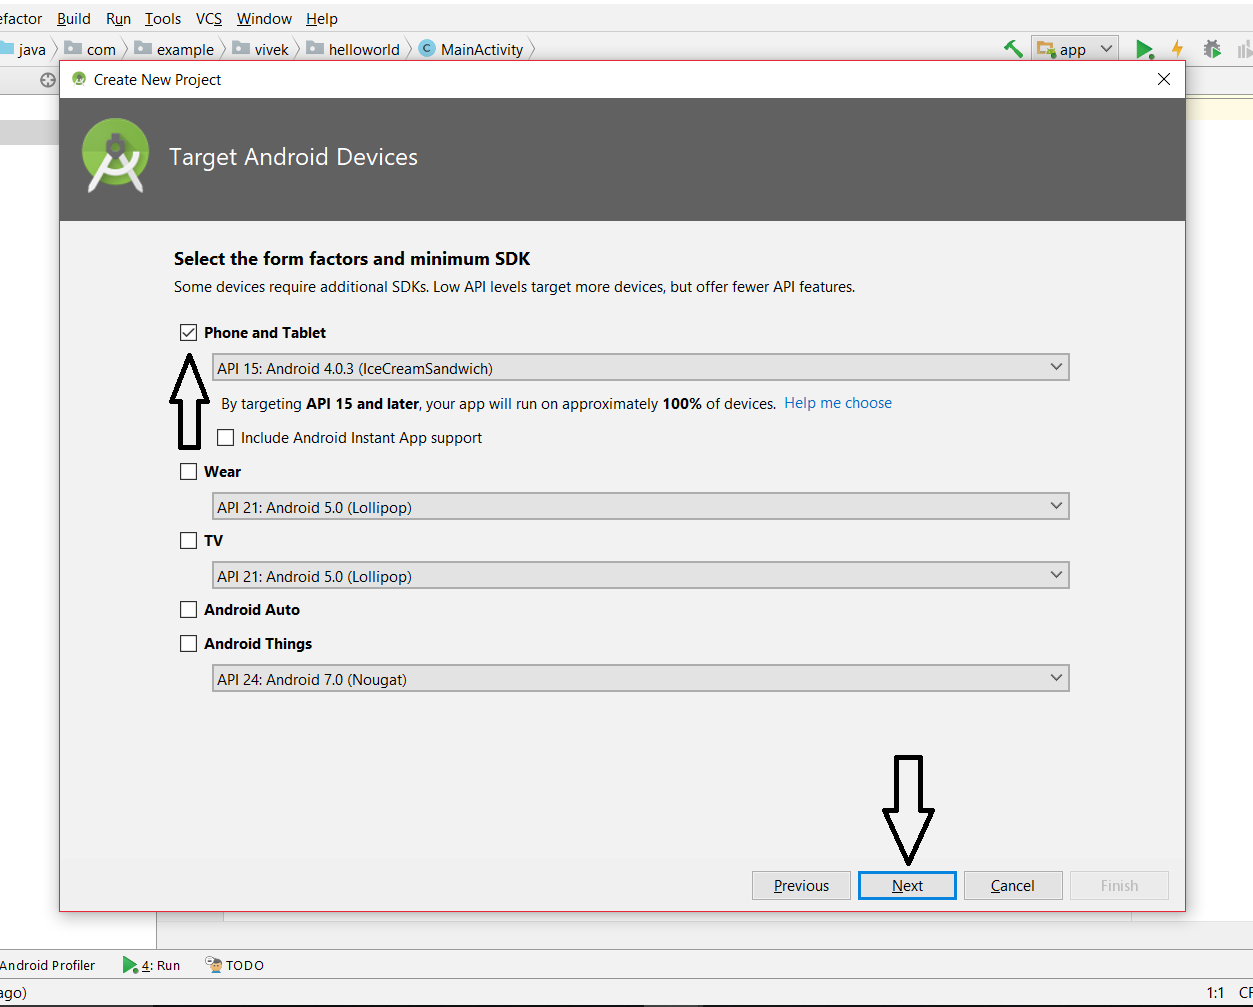 efactor Build Run Tools VCS Window Help
java com example vivek helloworld C MainActivity app
Create New Project
Target Android Devices
Select the form factors and minimum SDK
Some devices require additional SDKs. Low API levels target more devices, but offer fewer API features.
Phone and Tablet
API 15: Android 4.0.3 (IceCreamSandwich)
By targeting API 15 and later, your app will run on approximately 100% of devices. Help me choose
Include Android Instant App support
Wear
API 21: Android 5.0 (Lollipop)
TV
API 21: Android 5.0 (Lollipop)
Android Auto
Android Things
API 24: Android 7.0 (Nougat)
Previous Next Cancel Finish
Android Profiler 4: Run TODO
ago) 1:1